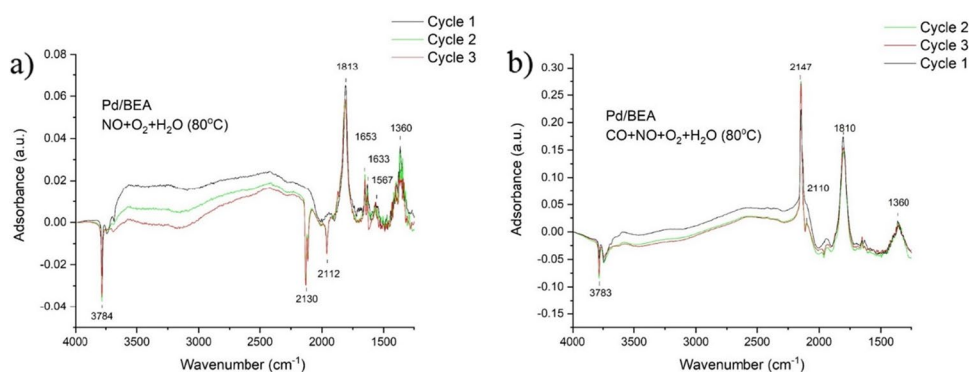 a)
Cycle 1
Cycle 2
Cycle 3
Pd/BEA
NO+O₂+H₂O (80°C)
1813
1653
1633
1567
1360
3784
2130
2112
Adsorbance (a.u.)
0.08
0.06
0.04
0.02
0.00
-0.02
-0.04
4000
3500
3000
2500
2000
1500
Wavenumber (cm⁻¹)
b)
Cycle 2
Cycle 3
Cycle 1
Pd/BEA
CO+NO+O₂+H₂O (80°C)
2147
2110
1810
1360
3783
Absorbance (a.u.)
0.30
0.25
0.20
0.15
0.10
0.05
0.00
-0.05
-0.10
-0.15
4000
3500
3000
2500
2000
1500
Wavenumber (cm⁻¹)